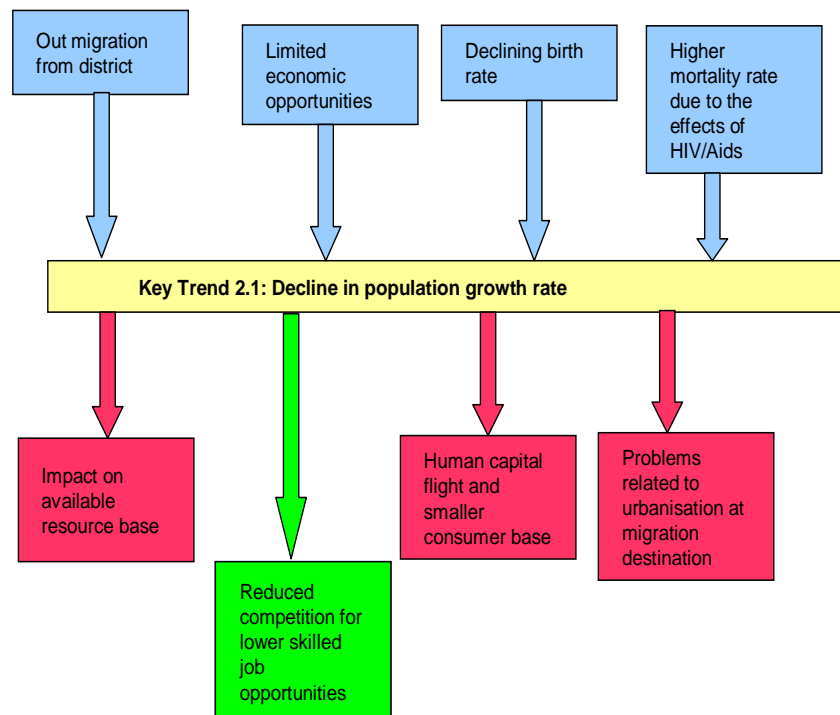 Out migration
from district
Limited
economic
opportunities
Declining birth
rate
Higher
mortality rate
due to the
effects of
HIV/Aids
Key Trend 2.1: Decline in population growth rate
Impact on
available
resource base
Reduced
competition for
lower skilled
job
opportunities
Human capital
flight and
smaller
consumer base
Problems
related to
urbanisation at
migration
destination